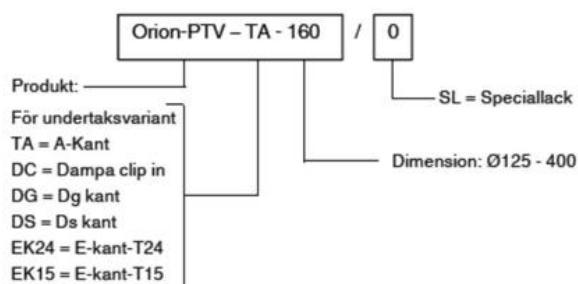 Orion-PTV – TA - 160 / 0
Produkt:
SL = Speciallack
För undertaksvariant
TA = A-Kant
DC = Dampa clip in
DG = Dg kant
DS = Ds kant
EK24 = E-kant-T24
EK15 = E-kant-T15
Dimension: Ø125 - 400